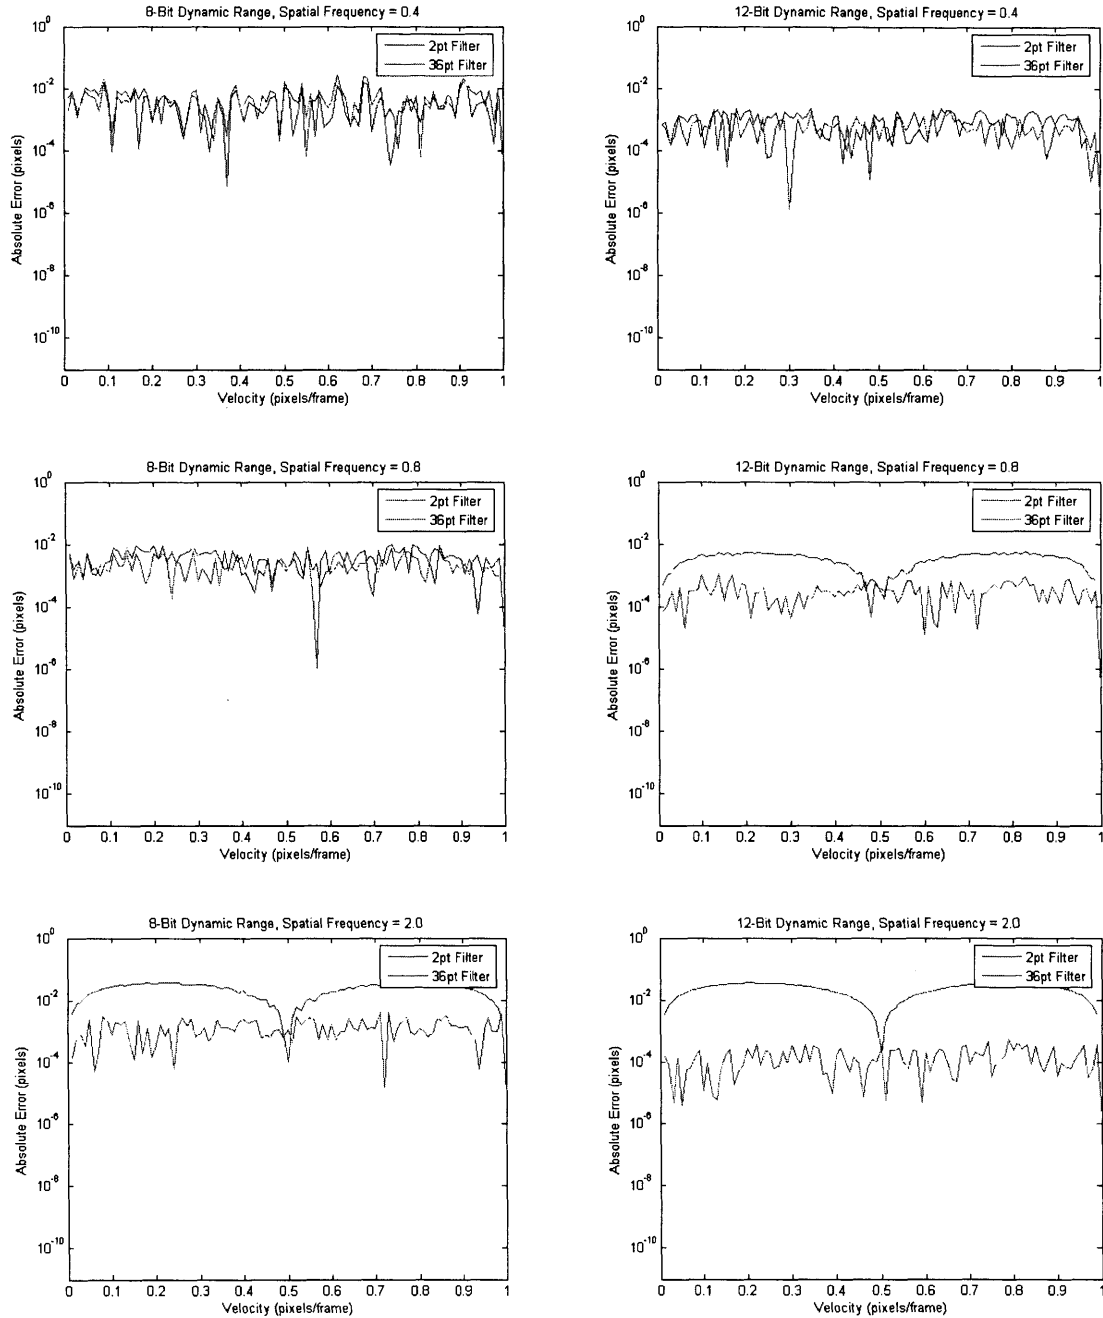 8-Bit Dynamic Range, Spatial Frequency = 0.4
10^0
10^-2
10^-4
10^-6
10^-8
10^-10
Absolute Error (pixels)
2pt Filter
36pt Filter
0 0.1 0.2 0.3 0.4 0.5 0.6 0.7 0.8 0.9 1
Velocity (pixels/frame)
12-Bit Dynamic Range, Spatial Frequency = 0.4
10^0
10^-2
10^-4
10^-6
10^-8
10^-10
Absolute Error (pixels)
2pt Filter
36pt Filter
0 0.1 0.2 0.3 0.4 0.5 0.6 0.7 0.8 0.9 1
Velocity (pixels/frame)
8-Bit Dynamic Range, Spatial Frequency = 0.8
10^0
10^-2
10^-4
10^-6
10^-8
10^-10
Absolute Error (pixels)
2pt Filter
36pt Filter
0 0.1 0.2 0.3 0.4 0.5 0.6 0.7 0.8 0.9 1
Velocity (pixels/frame)
12-Bit Dynamic Range, Spatial Frequency = 0.8
10^0
10^-2
10^-4
10^-6
10^-8
10^-10
Absolute Error (pixels)
2pt Filter
36pt Filter
0 0.1 0.2 0.3 0.4 0.5 0.6 0.7 0.8 0.9 1
Velocity (pixels/frame)
8-Bit Dynamic Range, Spatial Frequency = 2.0
10^0
10^-2
10^-4
10^-6
10^-8
10^-10
Absolute Error (pixels)
2pt Filter
36pt Filter
0 0.1 0.2 0.3 0.4 0.5 0.6 0.7 0.8 0.9 1
Velocity (pixels/frame)
12-Bit Dynamic Range, Spatial Frequency = 2.0
10^0
10^-2
10^-4
10^-6
10^-8
10^-10
Absolute Error (pixels)
2pt Filter
36pt Filter
0 0.1 0.2 0.3 0.4 0.5 0.6 0.7 0.8 0.9 1
Velocity (pixels/frame)